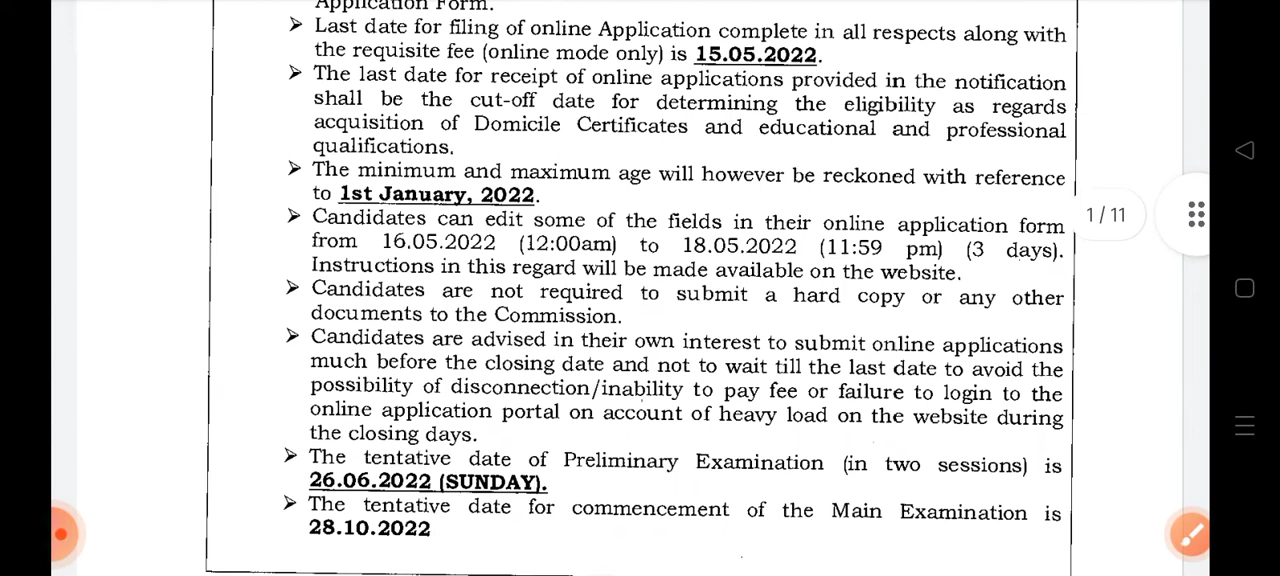 Application Form.
➢ Last date for filing of online Application complete in all respects along with
the requisite fee (online mode only) is 15.05.2022.
➢ The last date for receipt of online applications provided in the notification
shall be the cut-off date for determining the eligibility as regards
acquisition of Domicile Certificates and educational and professional
qualifications.
➢ The minimum and maximum age will however be reckoned with reference
to 1st January, 2022.
➢ Candidates can edit some of the fields in their online application form
from 16.05.2022 (12:00am) to 18.05.2022 (11:59 pm) (3 days).
Instructions in this regard will be made available on the website.
➢ Candidates are not required to submit a hard copy or any other
documents to the Commission.
➢ Candidates are advised in their own interest to submit online applications
much before the closing date and not to wait till the last date to avoid the
possibility of disconnection/inability to pay fee or failure to login to the
online application portal on account of heavy load on the website during
the closing days.
➢ The tentative date of Preliminary Examination (in two sessions) is
26.06.2022 (SUNDAY).
➢ The tentative date for commencement of the Main Examination is
28.10.2022
1 / 11